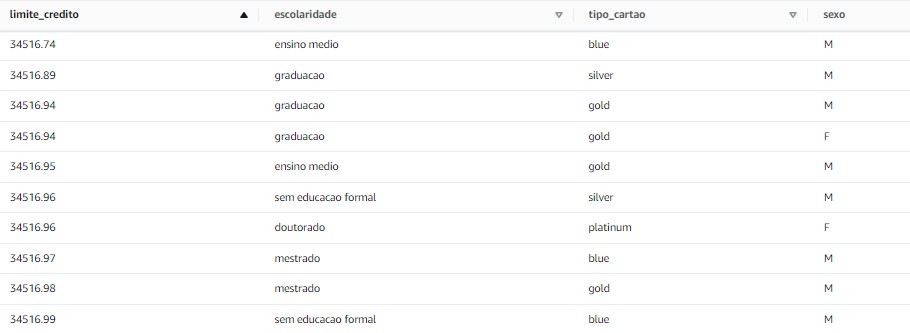 limite_credito escolaridade tipo_cartao sexo
34516.74 ensino medio blue M
34516.89 graduacao silver M
34516.94 graduacao gold M
34516.94 graduacao gold F
34516.95 ensino medio gold M
34516.96 sem educacao formal silver M
34516.96 doutorado platinum F
34516.97 mestrado blue M
34516.98 mestrado gold M
34516.99 sem educacao formal blue M